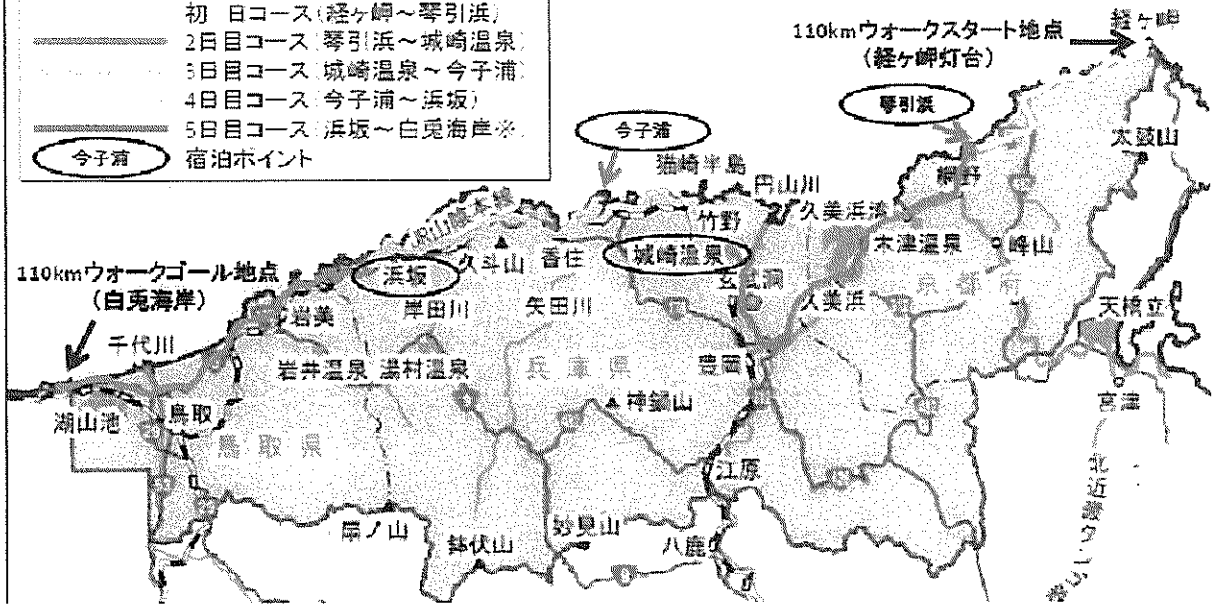 初 日コース(経ヶ岬～琴引浜)
2日目コース(琴引浜～城崎温泉)
3日目コース(城崎温泉～今子浦)
4日目コース(今子浦～浜坂)
5日目コース(浜坂～白兎海岸※)
今子浦 宿泊ポイント
110kmウォークスタート地点
(経ヶ岬灯台)
経ヶ岬
琴引浜
太鼓山
今子浦
猫崎半島
網野
円山川
久美浜湾
竹野
JR山陰本線
木津温泉
峰山
城崎温泉
久斗山
香住
浜坂
玄武洞
京都府
110kmウォークゴール地点
(白兎海岸)
岸田川
矢田川
久美浜
天橋立
岩美
千代川
岩井温泉
湯村温泉
兵庫県
豊岡
神鍋山
宮津
湖山池
鳥取
鳥取県
江原
扇ノ山
鉢伏山
妙見山
八鹿